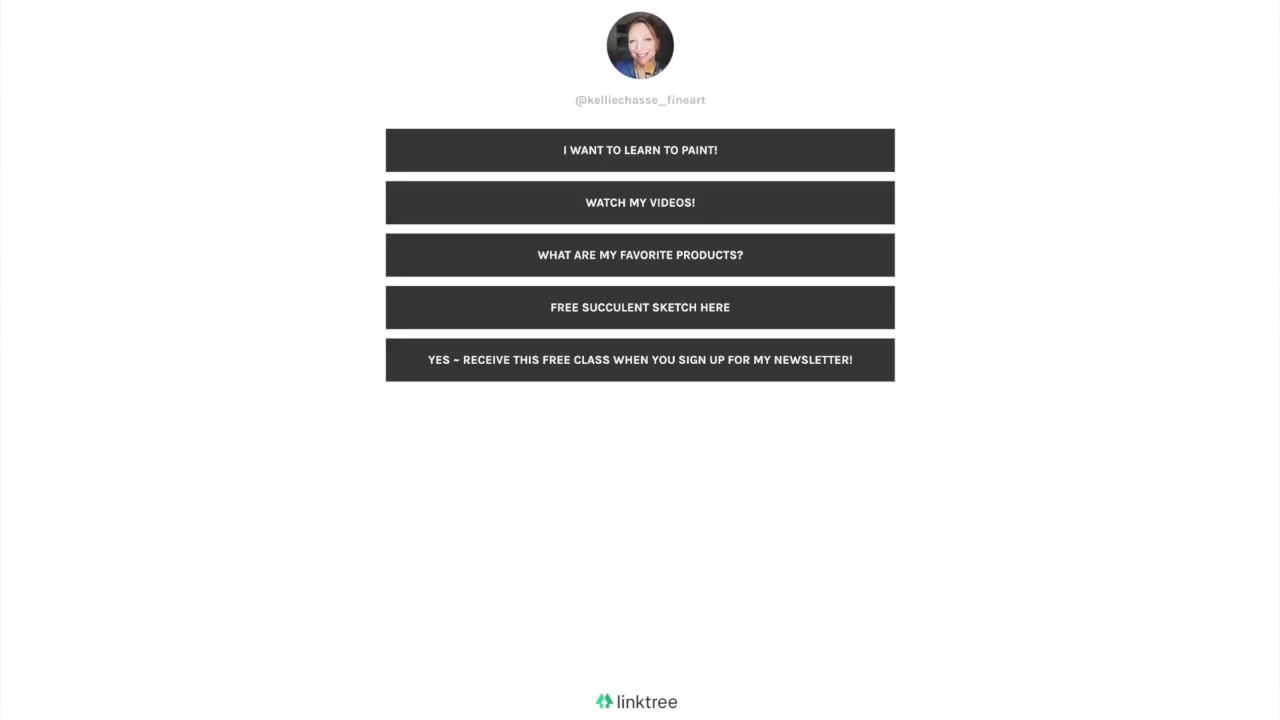 @kelliechasse_fineart
I WANT TO LEARN TO PAINT!
WATCH MY VIDEOS!
WHAT ARE MY FAVORITE PRODUCTS?
FREE SUCCULENT SKETCH HERE
YES ~ RECEIVE THIS FREE CLASS WHEN YOU SIGN UP FOR MY NEWSLETTER!
linktree